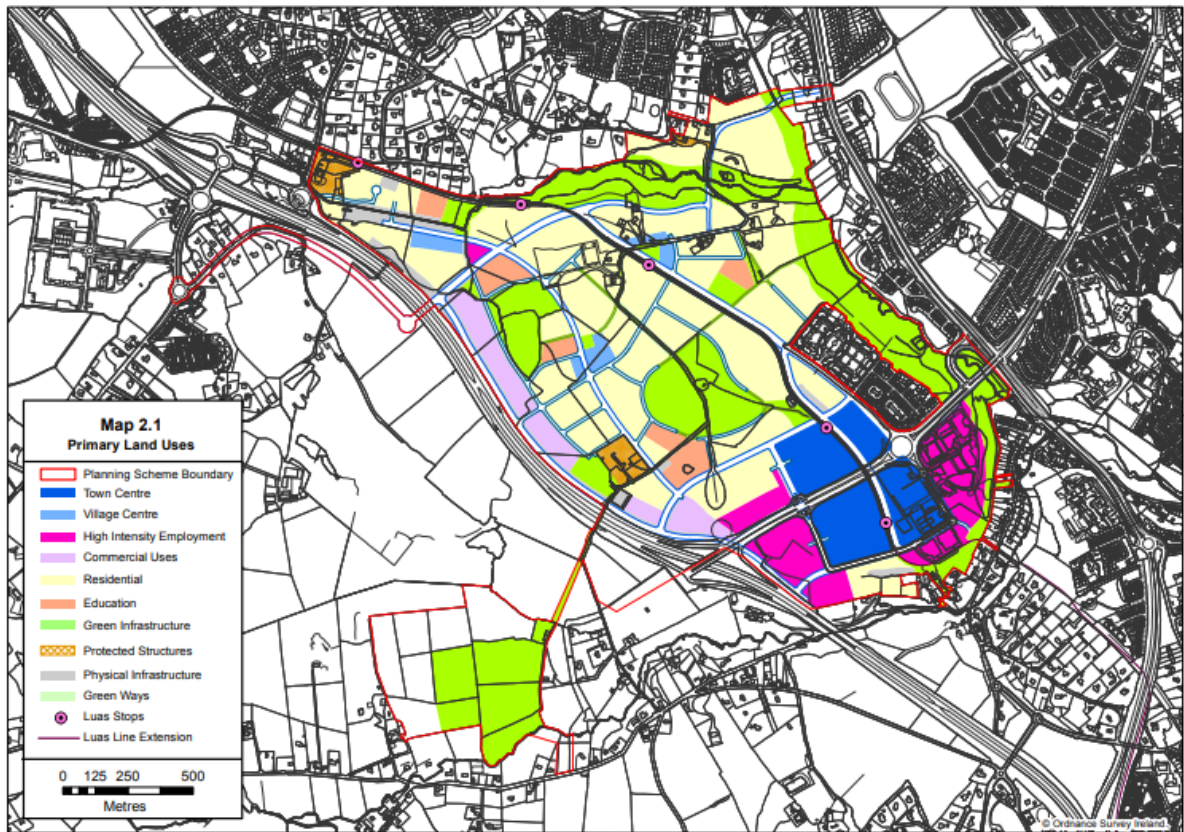 Map 2.1
Primary Land Uses
Planning Scheme Boundary
Town Centre
Village Centre
High Intensity Employment
Commercial Uses
Residential
Education
Green Infrastructure
Protected Structures
Physical Infrastructure
Green Ways
Luas Stops
Luas Line Extension
0 125 250 500
Metres
© Ordnance Survey Ireland.